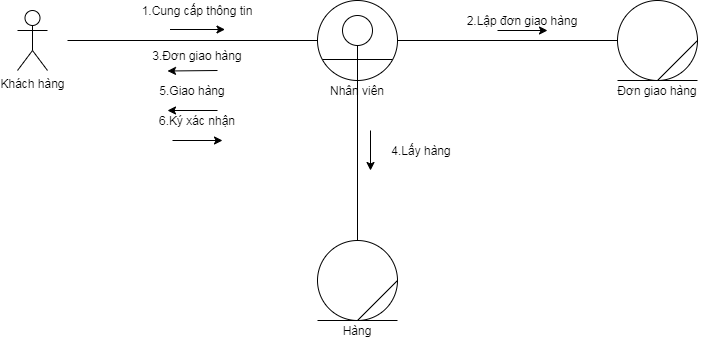 1.Cung cấp thông tin
2.Lập đơn giao hàng
3.Đơn giao hàng
Khách hàng
5.Giao hàng
Nhân viên
Đơn giao hàng
6.Ký xác nhận
4.Lấy hàng
Hàng